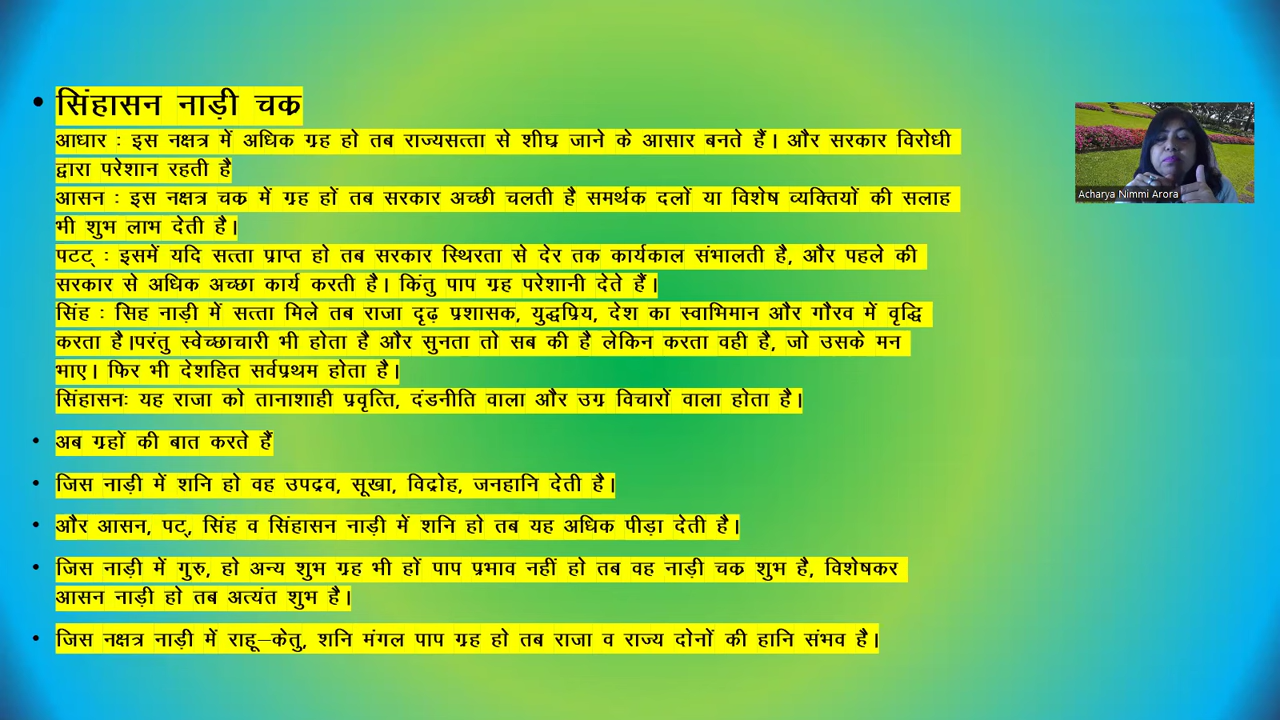 • सिंहासन नाड़ी चक्र
आधार : इस नक्षत्र में अधिक ग्रह हो तब राज्यसत्ता से शीघ्र जाने के आसार बनते हैं। और सरकार विरोधी
द्वारा परेशान रहती है
आसन : इस नक्षत्र चक्र में ग्रह हों तब सरकार अच्छी चलती है समर्थक दलों या विशेष व्यक्तियों की सलाह
भी शुभ लाभ देती है।
पटट् : इसमें यदि सत्ता प्राप्त हो तब सरकार स्थिरता से देर तक कार्यकाल संभालती है, और पहले की
सरकार से अधिक अच्छा कार्य करती है। किंतु पाप ग्रह परेशानी देते हैं।
सिंह : सिंह नाड़ी में सत्ता मिले तब राजा दृढ़ प्रशासक, युद्धप्रिय, देश का स्वाभिमान और गौरव में वृद्धि
करता है।परंतु स्वेच्छाचारी भी होता है और सुनता तो सब की है लेकिन करता वही है, जो उसके मन
भाए। फिर भी देशहित सर्वप्रथम होता है।
सिंहासनः यह राजा को तानाशाही प्रवृत्ति, दंडनीति वाला और उग्र विचारों वाला होता है।
• अब ग्रहों की बात करते हैं
• जिस नाड़ी में शनि हो वह उपद्रव, सूखा, विद्रोह, जनहानि देती है।
• और आसन, पट्, सिंह व सिंहासन नाड़ी में शनि हो तब यह अधिक पीड़ा देती है।
• जिस नाड़ी में गुरु, हो अन्य शुभ ग्रह भी हों पाप प्रभाव नहीं हो तब वह नाड़ी चक्र शुभ है, विशेषकर
आसन नाड़ी हो तब अत्यंत शुभ है।
• जिस नक्षत्र नाड़ी में राहू–केतु, शनि मंगल पाप ग्रह हो तब राजा व राज्य दोनों की हानि संभव है।
Acharya Nimmi Arora